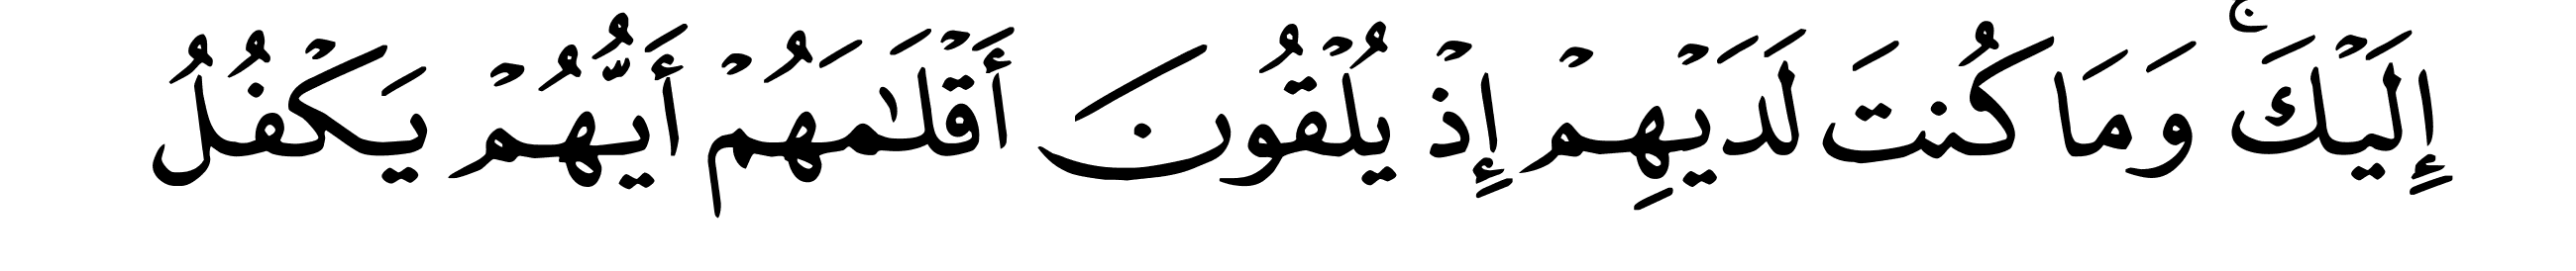 إِلَيْكَ ۚ وَمَا كُنتَ لَدَيْهِمْ إِذْ يُلْقُونَ أَقْلَـٰمَهُمْ أَيُّهُمْ يَكْفُلُ